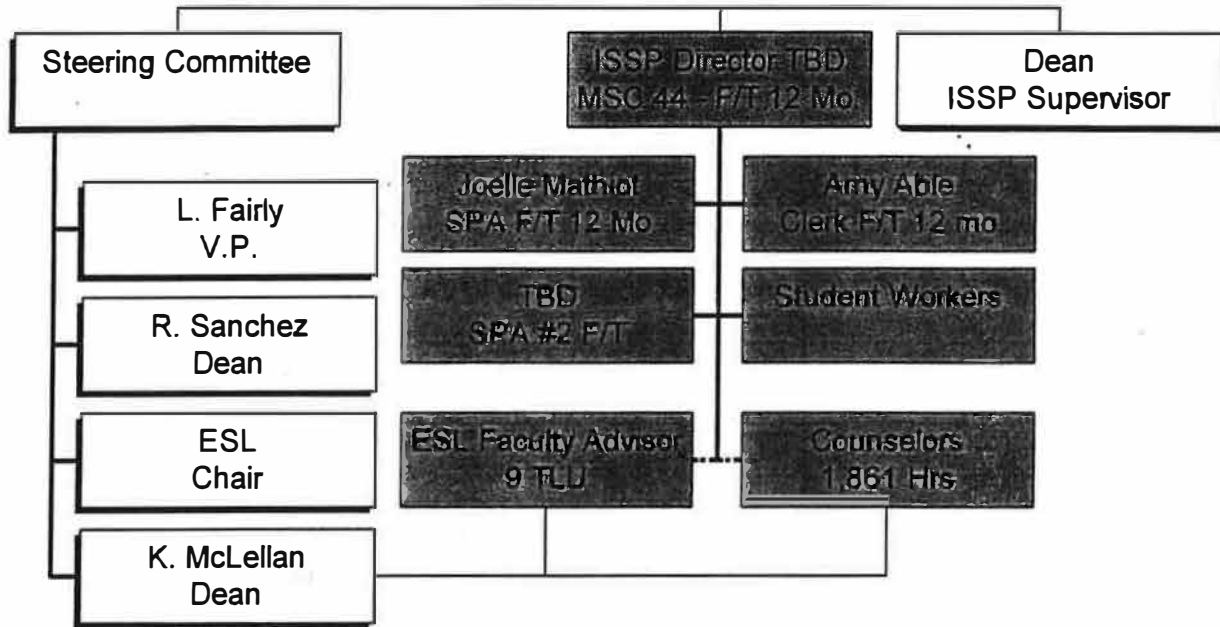 Steering Committee
ISSP Director TBD
MSC 44 - F/T 12 Mo
Dean
ISSP Supervisor
L. Fairly
V.P.
Joelle Mathiot
SPA F/T 12 Mo
Amy Able
Clerk F/T 12 mo
R. Sanchez
Dean
TBD
SPA #2 F/T
Student Workers
ESL
Chair
ESL Faculty Advisor
9 TLU
Counselors
1,861 Hrs
K. McLellan
Dean